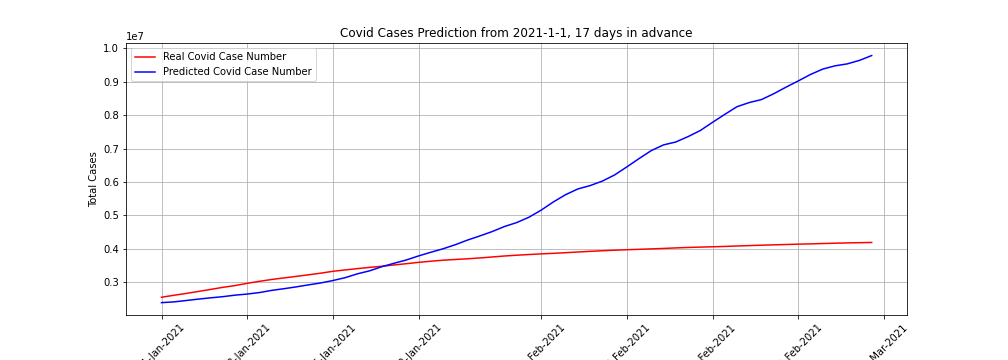 Covid Cases Prediction from 2021-1-1, 17 days in advance
1e7
Real Covid Case Number
Predicted Covid Case Number
Total Cases
1.0
0.9
0.8
0.7
0.6
0.5
0.4
0.3
-Jan-2021
-Jan-2021
-Jan-2021
-Jan-2021
Feb-2021
-Feb-2021
-Feb-2021
-Feb-2021
Mar-2021